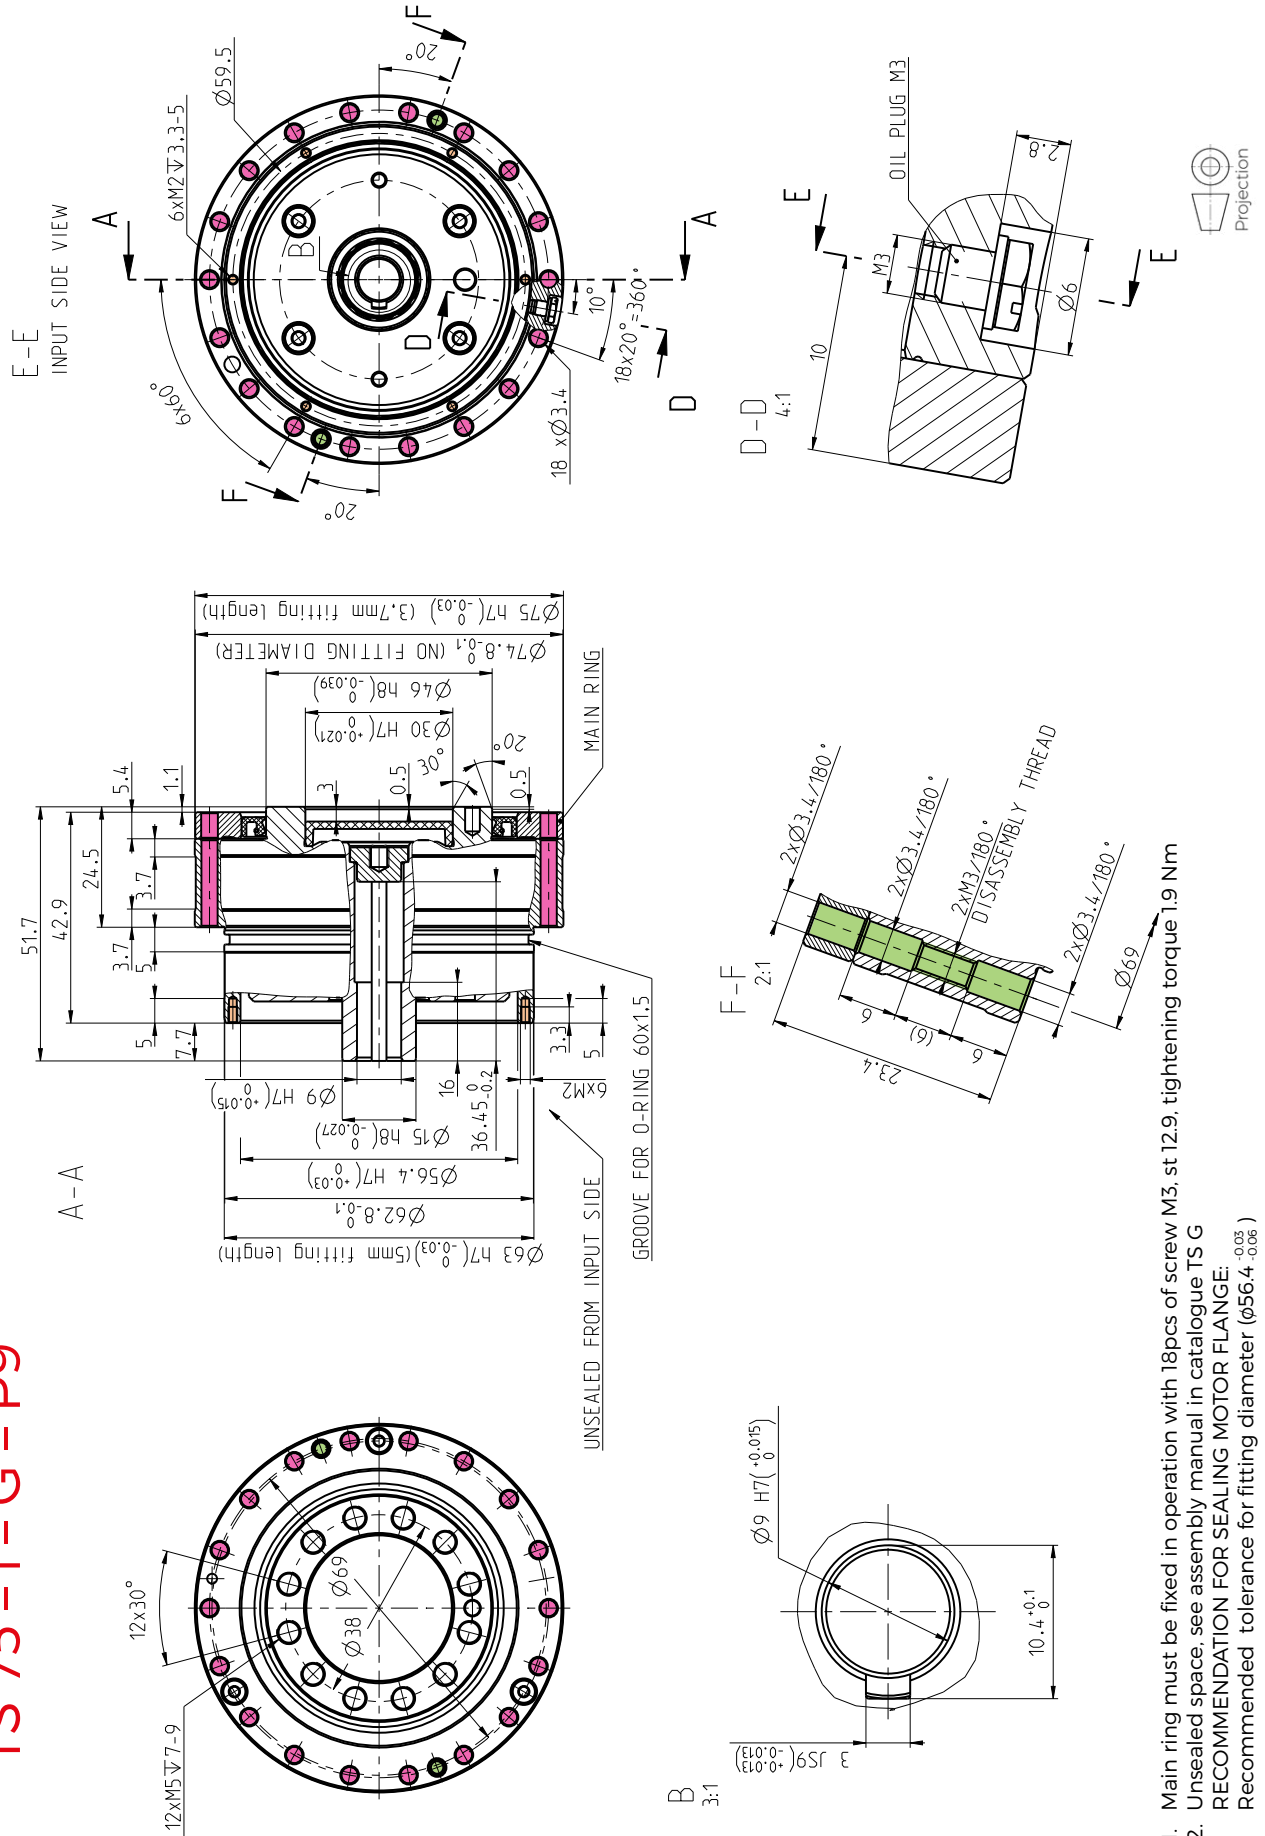 TS 75 – 1 – G – P9
A-A
51.7
42.9
24.5
5.4
1.1
3.7
3.7
5
5
7.7
3
0.5
30°
20°
0.5
MAIN RING
Ø75 h7( 0 -0.03) (3.7mm fitting length)
Ø74.8 0 -0.1 (NO FITTING DIAMETER)
Ø46 h8( 0 -0.039)
Ø30 H7( +0.021 0)
Ø9 H7( +0.015 0)
Ø15 h8( 0 -0.027)
Ø56.4 H7( +0.03 0)
Ø62.8 0 -0.1
Ø63 h7( 0 -0.03)(5mm fitting length)
16
36.45 0 -0.2
3.3
5
6xM2
UNSEALED FROM INPUT SIDE
GROOVE FOR O-RING 60x1.5
E-E
INPUT SIDE VIEW
A
A
6xM2↧3.3-5
Ø59.5
F
20°
6x60°
F
20°
B
D
D
10°
18x20°=360°
18 xØ3.4
12x30°
12xM5↧7-9
Ø69
Ø38
B
3:1
Ø9 H7( +0.015 0)
3 JS9( +0.013 -0.013)
10.4 +0.1 0
F-F
2:1
2xØ3.4/180°
2xØ3.4/180°
2xM3/180°
DISASSEMBLY THREAD
2xØ3.4/180°
Ø69
6
(6)
6
23.4
D-D
4:1
E
E
OIL PLUG M3
M3
10
2.8
Ø6
Projection
1. Main ring must be fixed in operation with 18pcs of screw M3, st 12.9, tightening torque 1.9 Nm
2. Unsealed space, see assembly manual in catalogue TS G
RECOMMENDATION FOR SEALING MOTOR FLANGE:
Recommended tolerance for fitting diameter (ø56.4 -0.03 -0.06 )